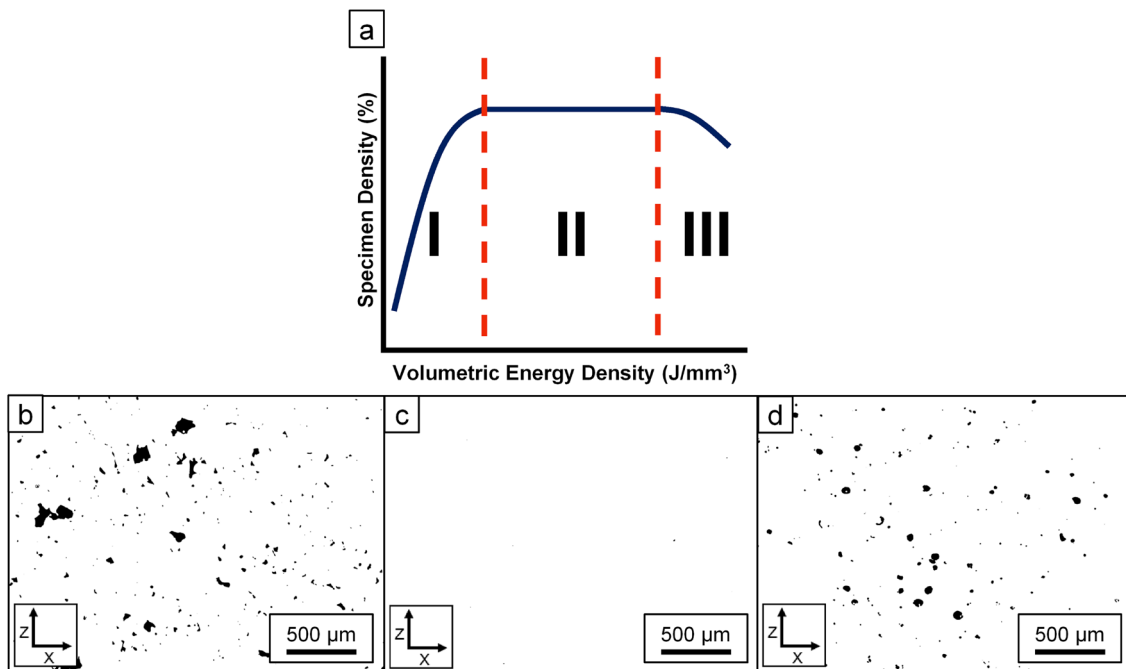 a
Specimen Density (%)
I
II
III
Volumetric Energy Density (J/mm³)
b
c
d
Z
X
500 µm
Z
X
500 µm
Z
X
500 µm